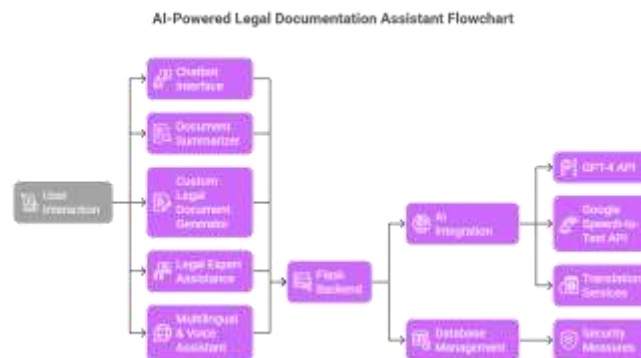 AI-Powered Legal Documentation Assistant Flowchart
Chatbot
Interface
Document
Summarizer
Custom
Legal
Document
Generator
User
Interaction
Legal Expert
Assistance
Multilingual
& Voice
Assistant
Flask
Backend
AI
Integration
Database
Management
GPT-4 API
Google
Speech-to-
Text API
Translation
Services
Security
Measures